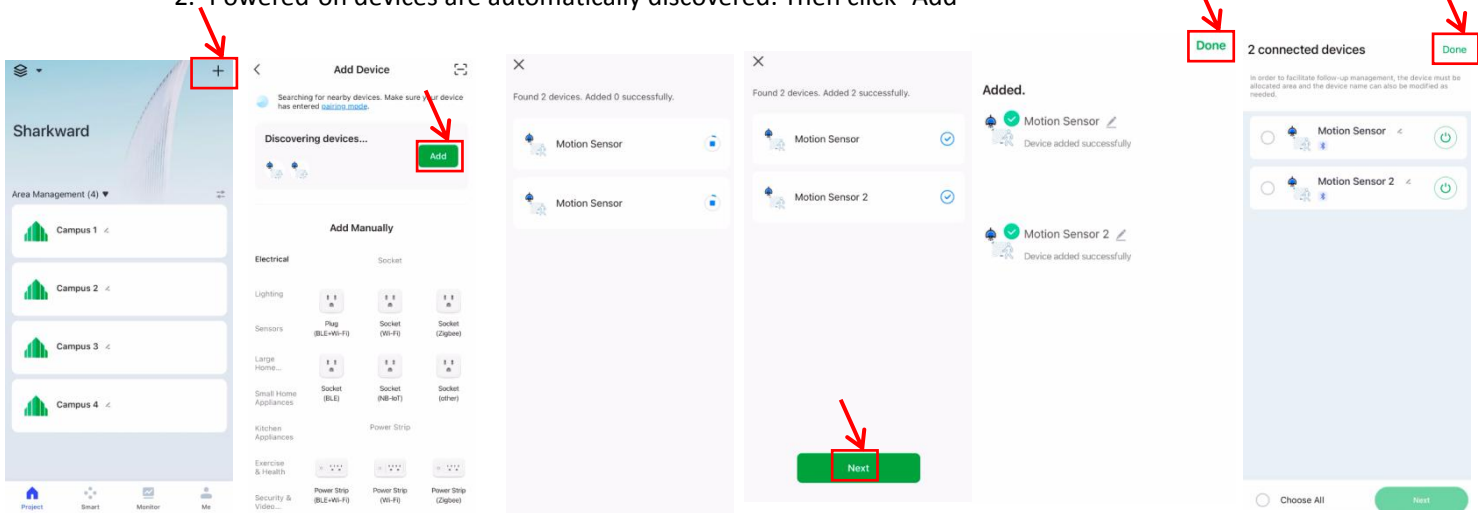 2. Powered-on devices are automatically discovered. Then click "Add"
Sharkward
Area Management (4) ▼
Campus 1
Campus 2
Campus 3
Campus 4
Project
Smart
Monitor
Me
Add Device
Searching for nearby devices. Make sure your device
has entered pairing mode.
Discovering devices...
Add
Add Manually
Electrical
Lighting
Sensors
Large
Home...
Small Home
Appliances
Kitchen
Appliances
Exercise
& Health
Security &
Video...
Socket
Plug
(BLE+Wi-Fi)
Socket
(Wi-Fi)
Socket
(Zigbee)
Socket
(BLE)
Socket
(NB-IoT)
Socket
(other)
Power Strip
Power Strip
(BLE+Wi-Fi)
Power Strip
(Wi-Fi)
Power Strip
(Zigbee)
Found 2 devices. Added 0 successfully.
Motion Sensor
Motion Sensor
Found 2 devices. Added 2 successfully.
Motion Sensor
Motion Sensor 2
Next
Done
Added.
Motion Sensor
Device added successfully
Motion Sensor 2
Device added successfully
2 connected devices
Done
In order to facilitate follow-up management, the device must be
allocated area and the device name can also be modified as
needed.
Motion Sensor
Motion Sensor 2
Choose All
Next